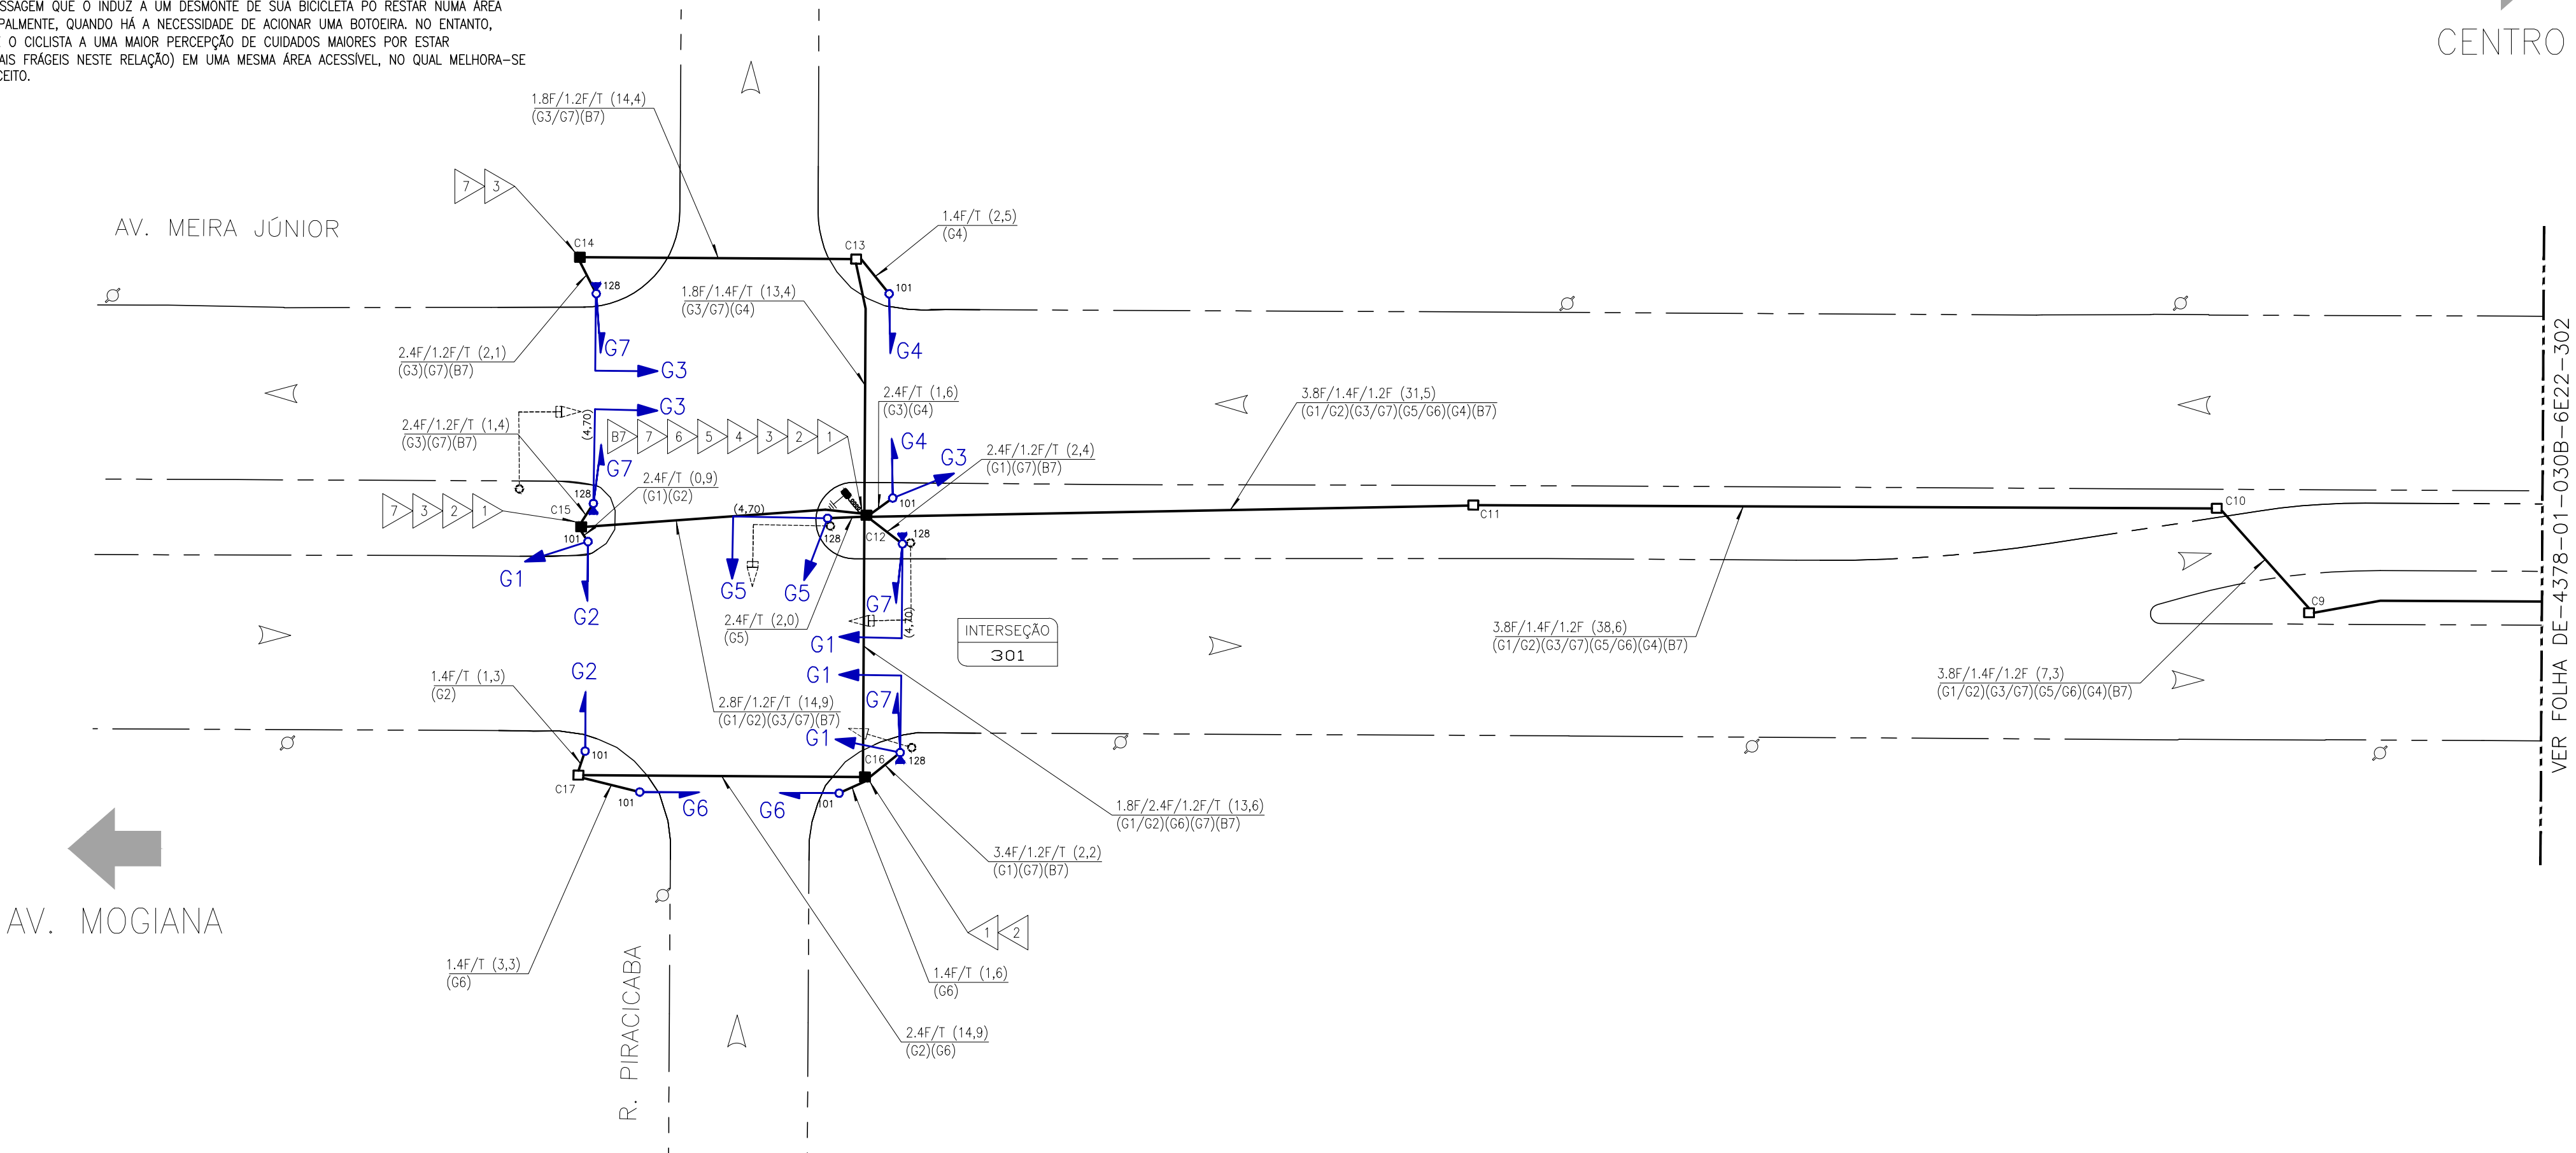 SSAGEM QUE O INDUZ A UM DESMONTE DE SUA BICICLETA PO RESTAR NUMA ÁREA
PALMENTE, QUANDO HÁ A NECESSIDADE DE ACIONAR UMA BOTOEIRA. NO ENTANTO,
O CICLISTA A UMA MAIOR PERCEPÇÃO DE CUIDADOS MAIORES POR ESTAR
AIS FRÁGEIS NESTE RELAÇÃO) EM UMA MESMA ÁREA ACESSÍVEL, NO QUAL MELHORA-SE
CEITO.
CENTRO
1.8F/1.2F/T (14,4)
(G3/G7)(B7)
7 3
AV. MEIRA JÚNIOR
C14
C13
1.4F/T (2,5)
(G4)
128
101
1.8F/1.4F/T (13,4)
(G3/G7)(G4)
2.4F/1.2F/T (2,1)
(G3)(G7)(B7)
G7
G4
G3
2.4F/T (1,6)
(G3)(G4)
3.8F/1.4F/1.2F (31,5)
(G1/G2)(G3/G7)(G5/G6)(G4)(B7)
G3
(4,70)
2.4F/1.2F/T (1,4)
(G3)(G7)(B7)
B7 7 6 5 4 3 2 1
G4
G3
2.4F/1.2F/T (2,4)
(G1)(G7)(B7)
G7
2.4F/T (0,9)
(G1)(G2)
128
101
7 3 2 1
C15
(4,70)
C11
C10
101
128
C12
128
G1
G5
G5
G7
G2
2.4F/T (2,0)
(G5)
(4,70)
G1
INTERSEÇÃO
301
3.8F/1.4F/1.2F (38,6)
(G1/G2)(G3/G7)(G5/G6)(G4)(B7)
C9
VER FOLHA DE-4378-01-030B-6E22-302
G2
G1
1.4F/T (1,3)
(G2)
3.8F/1.4F/1.2F (7,3)
(G1/G2)(G3/G7)(G5/G6)(G4)(B7)
2.8F/1.2F/T (14,9)
(G1/G2)(G3/G7)(B7)
G7
G1
101
C16
128
C17
101
G6
G6
101
1.8F/2.4F/1.2F/T (13,6)
(G1/G2)(G6)(G7)(B7)
3.4F/1.2F/T (2,2)
(G1)(G7)(B7)
AV. MOGIANA
1 2
1.4F/T (3,3)
(G6)
1.4F/T (1,6)
(G6)
R. PIRACICABA
2.4F/T (14,9)
(G2)(G6)